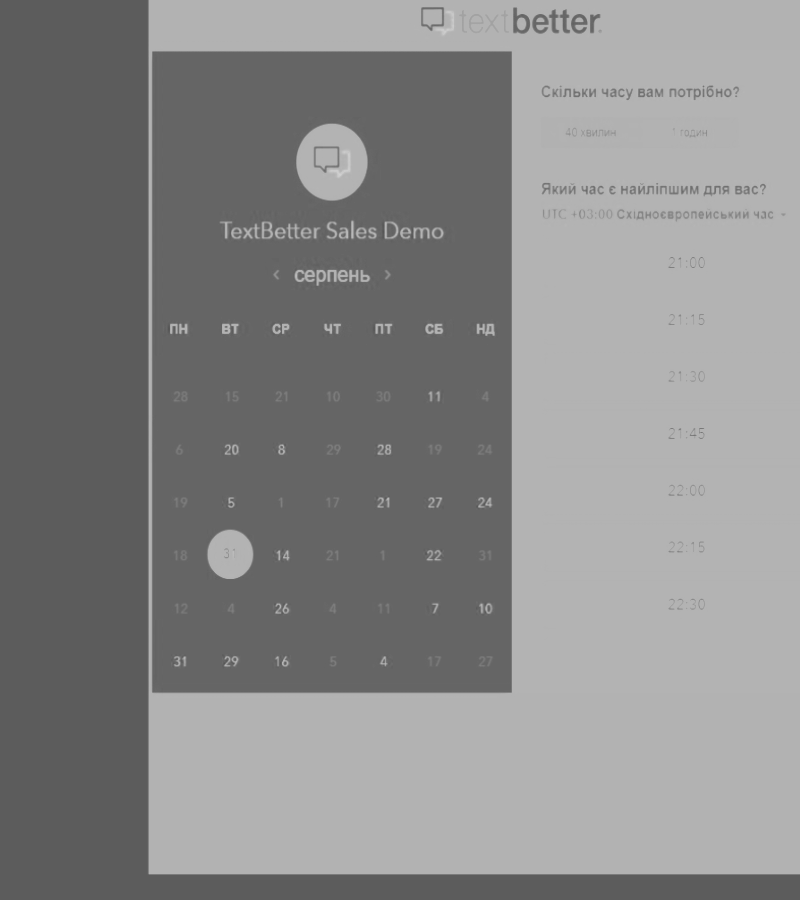 textbetter.
TextBetter Sales Demo
‹ серпень ›
ПН ВТ СР ЧТ ПТ СБ НД
28 15 21 10 30 11 4
6 20 8 29 28 19 24
19 5 1 17 21 27 24
18 31 14 21 1 22 31
12 4 26 4 11 7 10
31 29 16 5 4 17 27
Скільки часу вам потрібно?
40 хвилин 1 годин
Який час є найліпшим для вас?
UTC +03:00 Східноєвропейський час
21:00
21:15
21:30
21:45
22:00
22:15
22:30